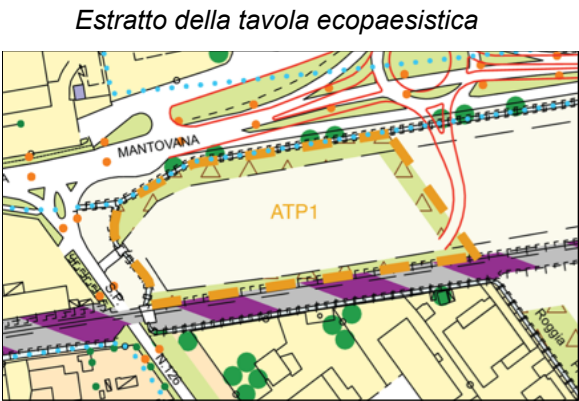 Estratto della tavola ecopaesistica
MANTOVANA
A
ATP1
S.P.
N.126
Roggia